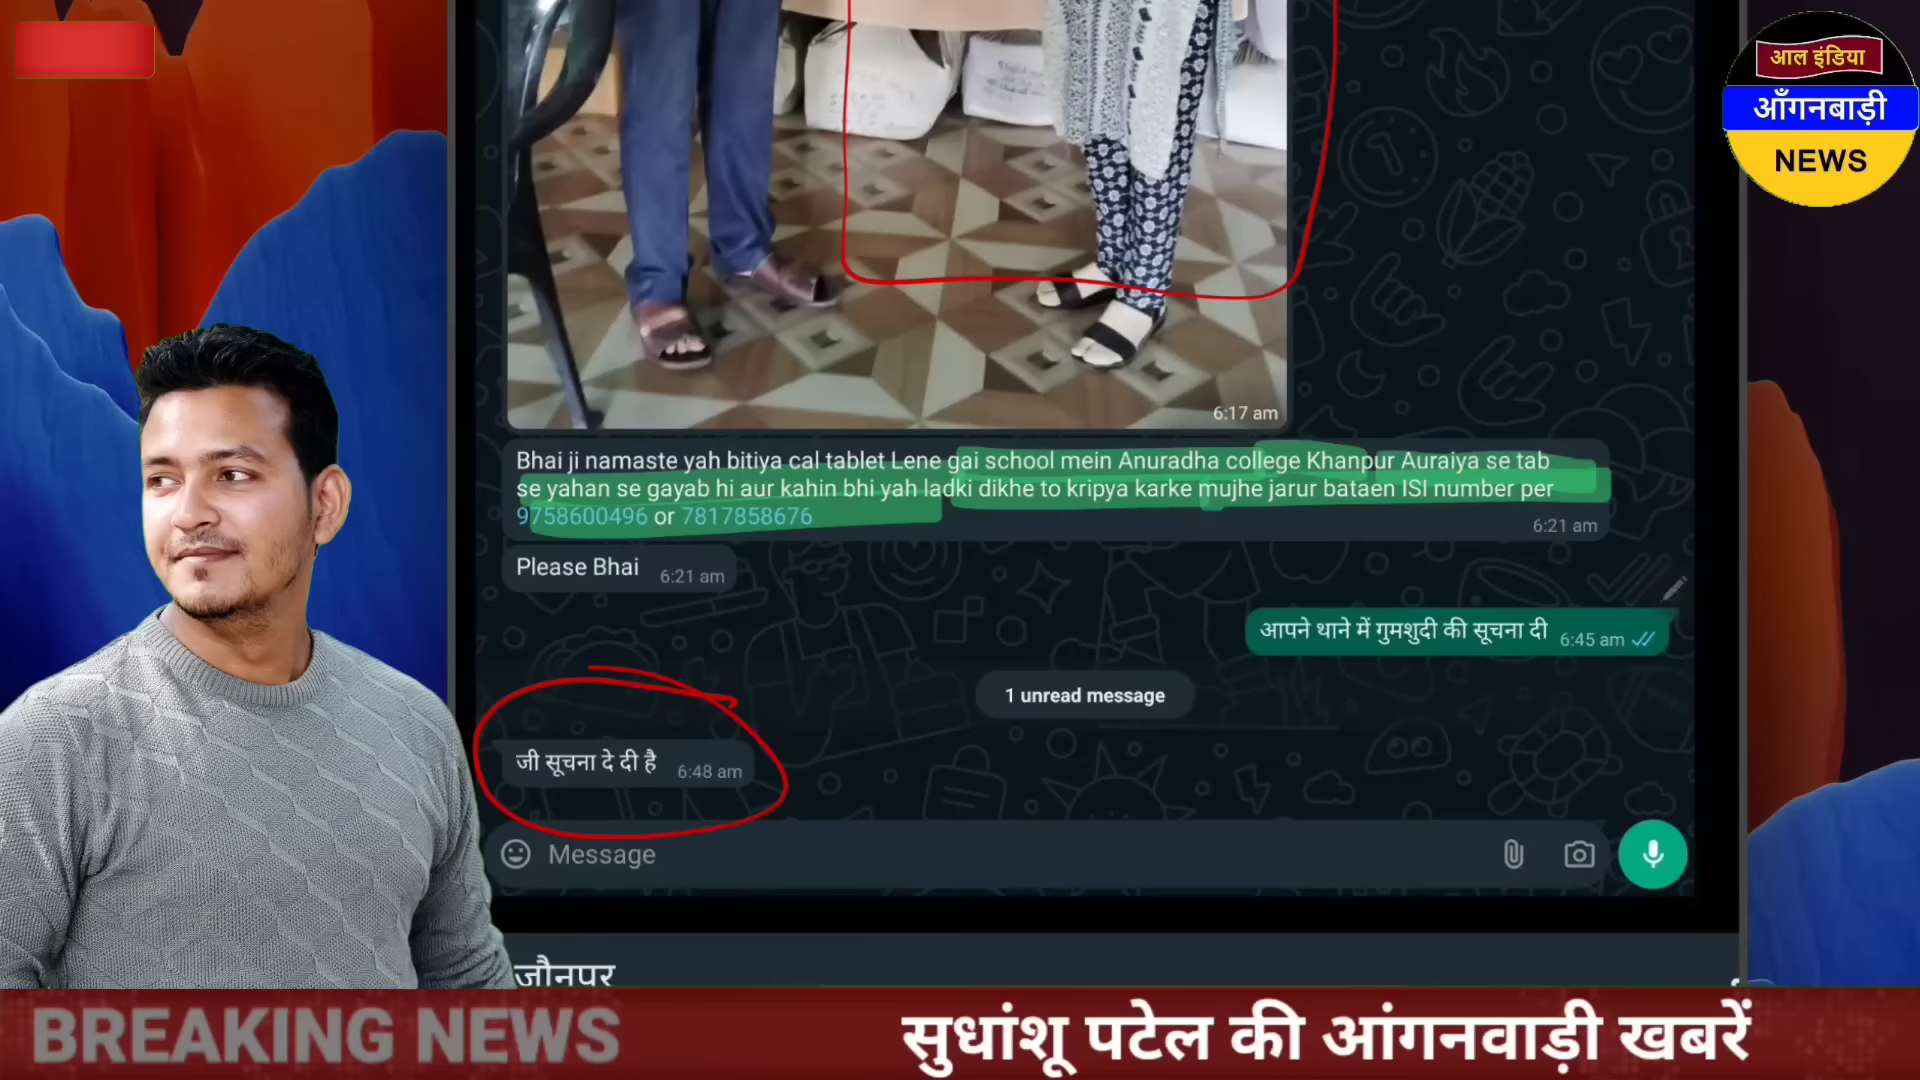 आल इंडिया
आँगनबाड़ी
NEWS
6:17 am
Bhai ji namaste yah bitiya cal tablet Lene gai school mein Anuradha college Khanpur Auraiya se tab
se yahan se gayab hi aur kahin bhi yah ladki dikhe to kripya karke mujhe jarur bataen ISI number per
9758600496 or 7817858676
6:21 am
Please Bhai 6:21 am
आपने थाने में गुमशुदी की सूचना दी 6:45 am
1 unread message
जी सूचना दे दी है 6:48 am
Message
जौनपुर
BREAKING NEWS
सुधांशू पटेल की आंगनवाड़ी खबरें